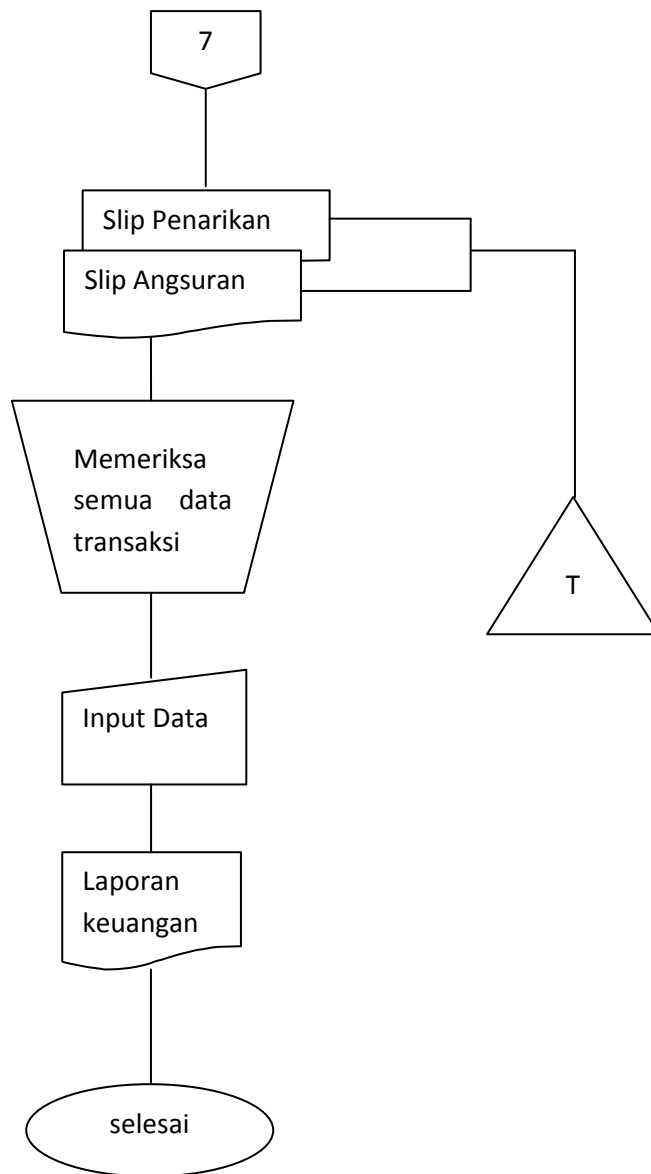 7
Slip Penarikan
Slip Angsuran
Memeriksa
semua data
transaksi
T
Input Data
Laporan
keuangan
selesai